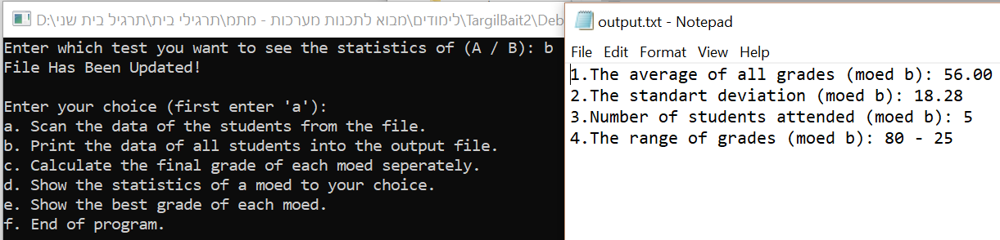 D:\לימודים\מבוא לתכנות מערכות - מתמ\תרגילי בית\תרגיל בית שני\TargilBait2\Deb
Enter which test you want to see the statistics of (A / B): b
File Has Been Updated!
Enter your choice (first enter 'a'):
a. Scan the data of the students from the file.
b. Print the data of all students into the output file.
c. Calculate the final grade of each moed seperately.
d. Show the statistics of a moed to your choice.
e. Show the best grade of each moed.
f. End of program.
output.txt - Notepad
File Edit Format View Help
1.The average of all grades (moed b): 56.00
2.The standart deviation (moed b): 18.28
3.Number of students attended (moed b): 5
4.The range of grades (moed b): 80 - 25